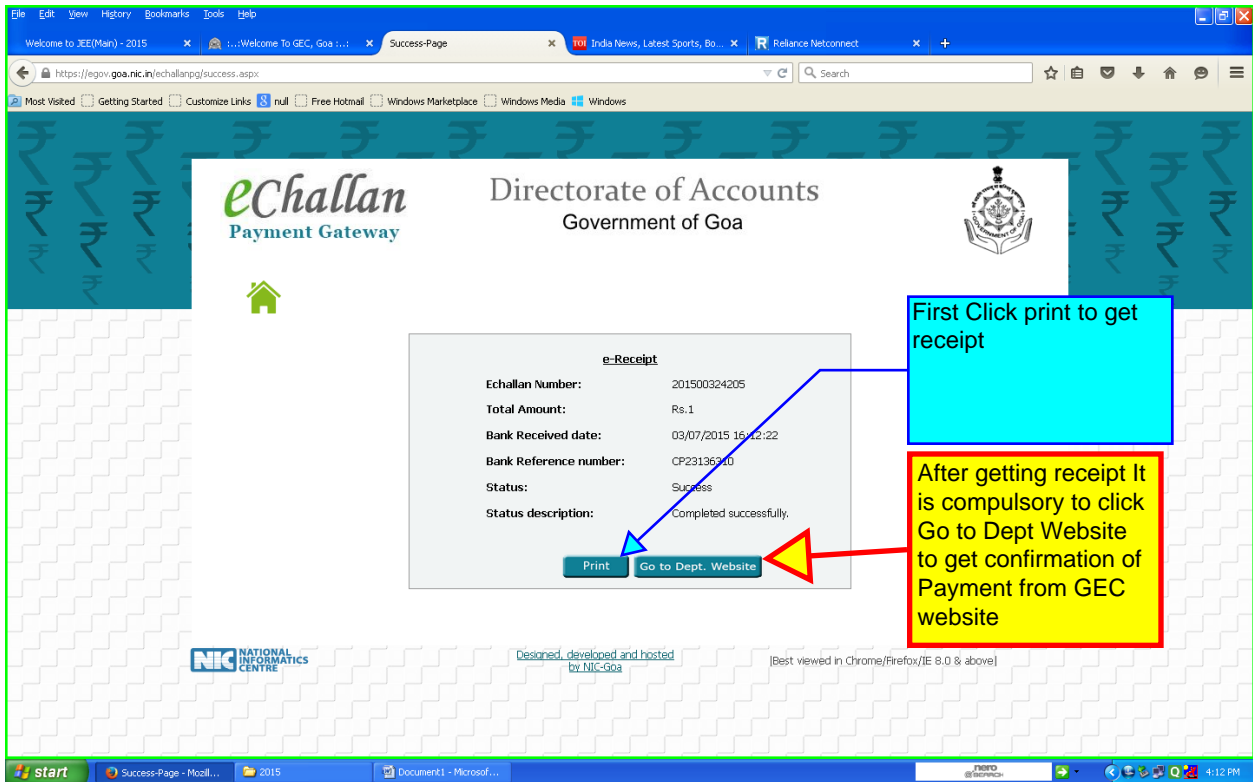 File Edit View History Bookmarks Tools Help
Welcome to JEE(Main) - 2015
:..:Welcome To GEC, Goa :..:
Success-Page
TOI India News, Latest Sports, Bo...
R Reliance Netconnect
https://egov.goa.nic.in/echallanpg/success.aspx
Search
Most Visited Getting Started Customize Links 8 null Free Hotmail Windows Marketplace Windows Media Windows
eChallan
Payment Gateway
Directorate of Accounts
Government of Goa
First Click print to get
receipt
e-Receipt
Echallan Number: 201500324205
Total Amount: Rs.1
Bank Received date: 03/07/2015 16:12:22
Bank Reference number: CP23136310
Status: Success
Status description: Completed successfully.
Print
Go to Dept. Website
After getting receipt It
is compulsory to click
Go to Dept Website
to get confirmation of
Payment from GEC
website
NIC NATIONAL
INFORMATICS
CENTRE
Designed, developed and hosted
by NIC-Goa
|Best viewed in Chrome/Firefox/IE 8.0 & above|
start
Success-Page - Mozil...
2015
Document1 - Microsof...
nero
SEARCH
4:12 PM